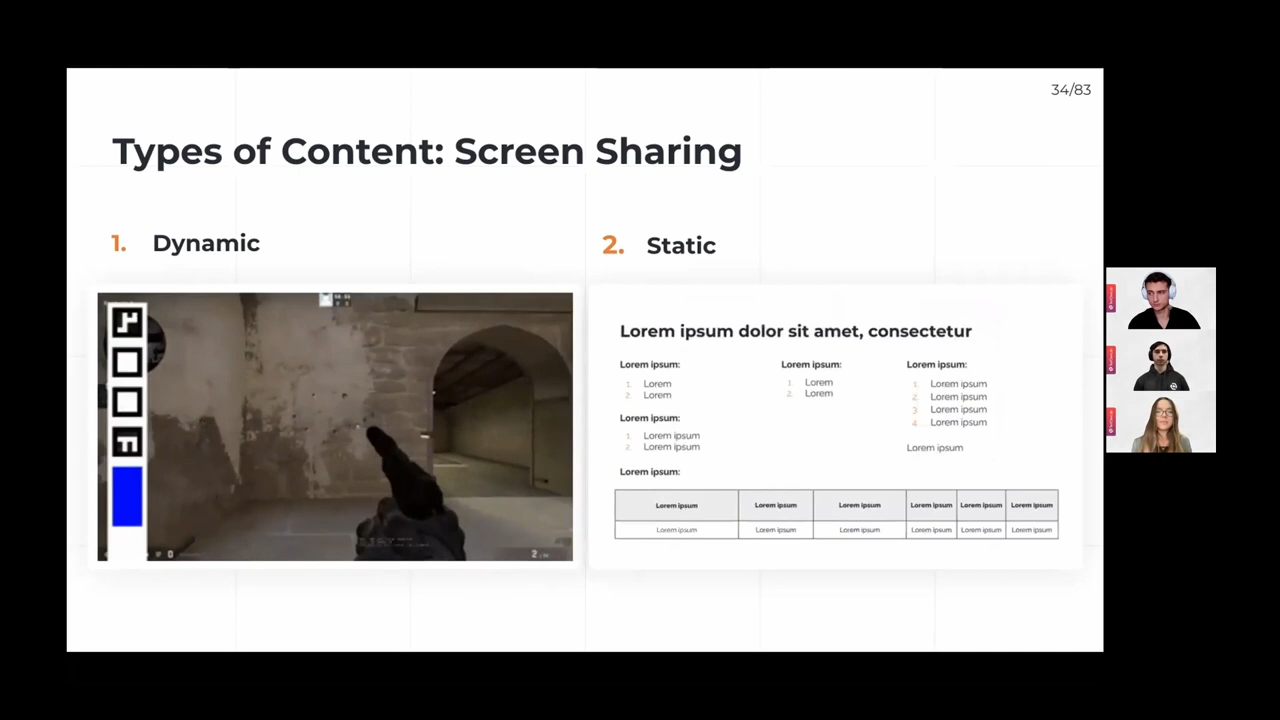 34/83
Types of Content: Screen Sharing
1. Dynamic
2. Static
0
2
Lorem ipsum dolor sit amet, consectetur
Lorem ipsum:
1. Lorem
2. Lorem
Lorem ipsum:
1. Lorem ipsum
2. Lorem ipsum
Lorem ipsum:
Lorem ipsum:
1. Lorem
2. Lorem
Lorem ipsum:
1. Lorem ipsum
2. Lorem ipsum
3 Lorem ipsum
4 Lorem ipsum
Lorem ipsum
Lorem ipsum Lorem ipsum Lorem ipsum Lorem ipsum Lorem ipsum Lorem ipsum
Lorem ipsum Lorem ipsum Lorem ipsum Lorem ipsum Lorem ipsum Lorem ipsum